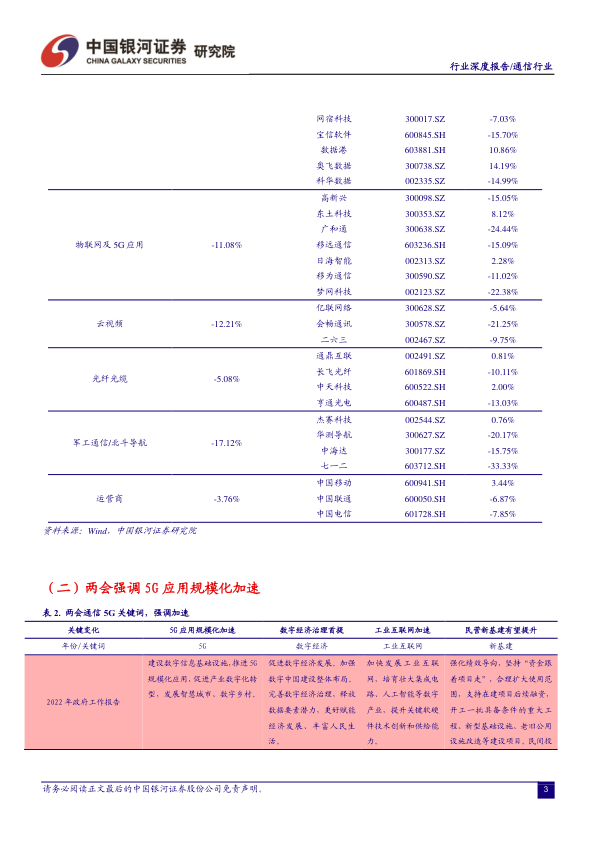 中国银河证券 研究院
CHINA GALAXY SECURITIES
行业深度报告/通信行业
网宿科技 300017.SZ -7.03%
宝信软件 600845.SH -15.70%
数据港 603881.SH 10.86%
奥飞数据 300738.SZ 14.19%
科华数据 002335.SZ -14.99%
高新兴 300098.SZ -15.05%
东土科技 300353.SZ 8.12%
广和通 300638.SZ -24.44%
物联网及 5G 应用 -11.08% 移远通信 603236.SH -15.09%
日海智能 002313.SZ 2.28%
移为通信 300590.SZ -11.02%
梦网科技 002123.SZ -22.38%
亿联网络 300628.SZ -5.64%
云视频 -12.21% 会畅通讯 300578.SZ -21.25%
二六三 002467.SZ -9.75%
通鼎互联 002491.SZ 0.81%
光纤光缆 -5.08% 长飞光纤 601869.SH -10.11%
中天科技 600522.SH 2.00%
亨通光电 600487.SH -13.03%
杰赛科技 002544.SZ 0.76%
军工通信/北斗导航 -17.12% 华测导航 300627.SZ -20.17%
中海达 300177.SZ -15.75%
七一二 603712.SH -33.33%
中国移动 600941.SH 3.44%
运营商 -3.76% 中国联通 600050.SH -6.87%
中国电信 601728.SH -7.85%
资料来源：Wind，中国银河证券研究院
（二）两会强调 5G 应用规模化加速
表 2. 两会通信 5G 关键词，强调加速
关键变化 5G 应用规模化加速 数字经济治理首提 工业互联网加速 民营新基建有望提升
年份/关键词 5G 数字经济 工业互联网 新基建
2022 年政府工作报告
建设数字信息基础设施，推进 5G
规模化应用，促进产业数字化转
型，发展智慧城市、数字乡村。
促进数字经济发展。加强
数字中国建设整体布局。
完善数字经济治理，释放
数据要素潜力、更好赋能
经济发展、丰富人民生
活。
加快发展工业互联
网，培育壮大集成电
路、人工智能等数字
产业，提升关键软硬
件技术创新和供给能
力。
强化绩效导向，坚持“资金跟
着项目走”，合理扩大使用范
围，支持在建项目后续融资，
开工一批具备条件的重大工
程、新型基础设施、老旧公用
设施改造等建设项目。民间投
请务必阅读正文最后的中国银河证券股份公司免责声明。 3